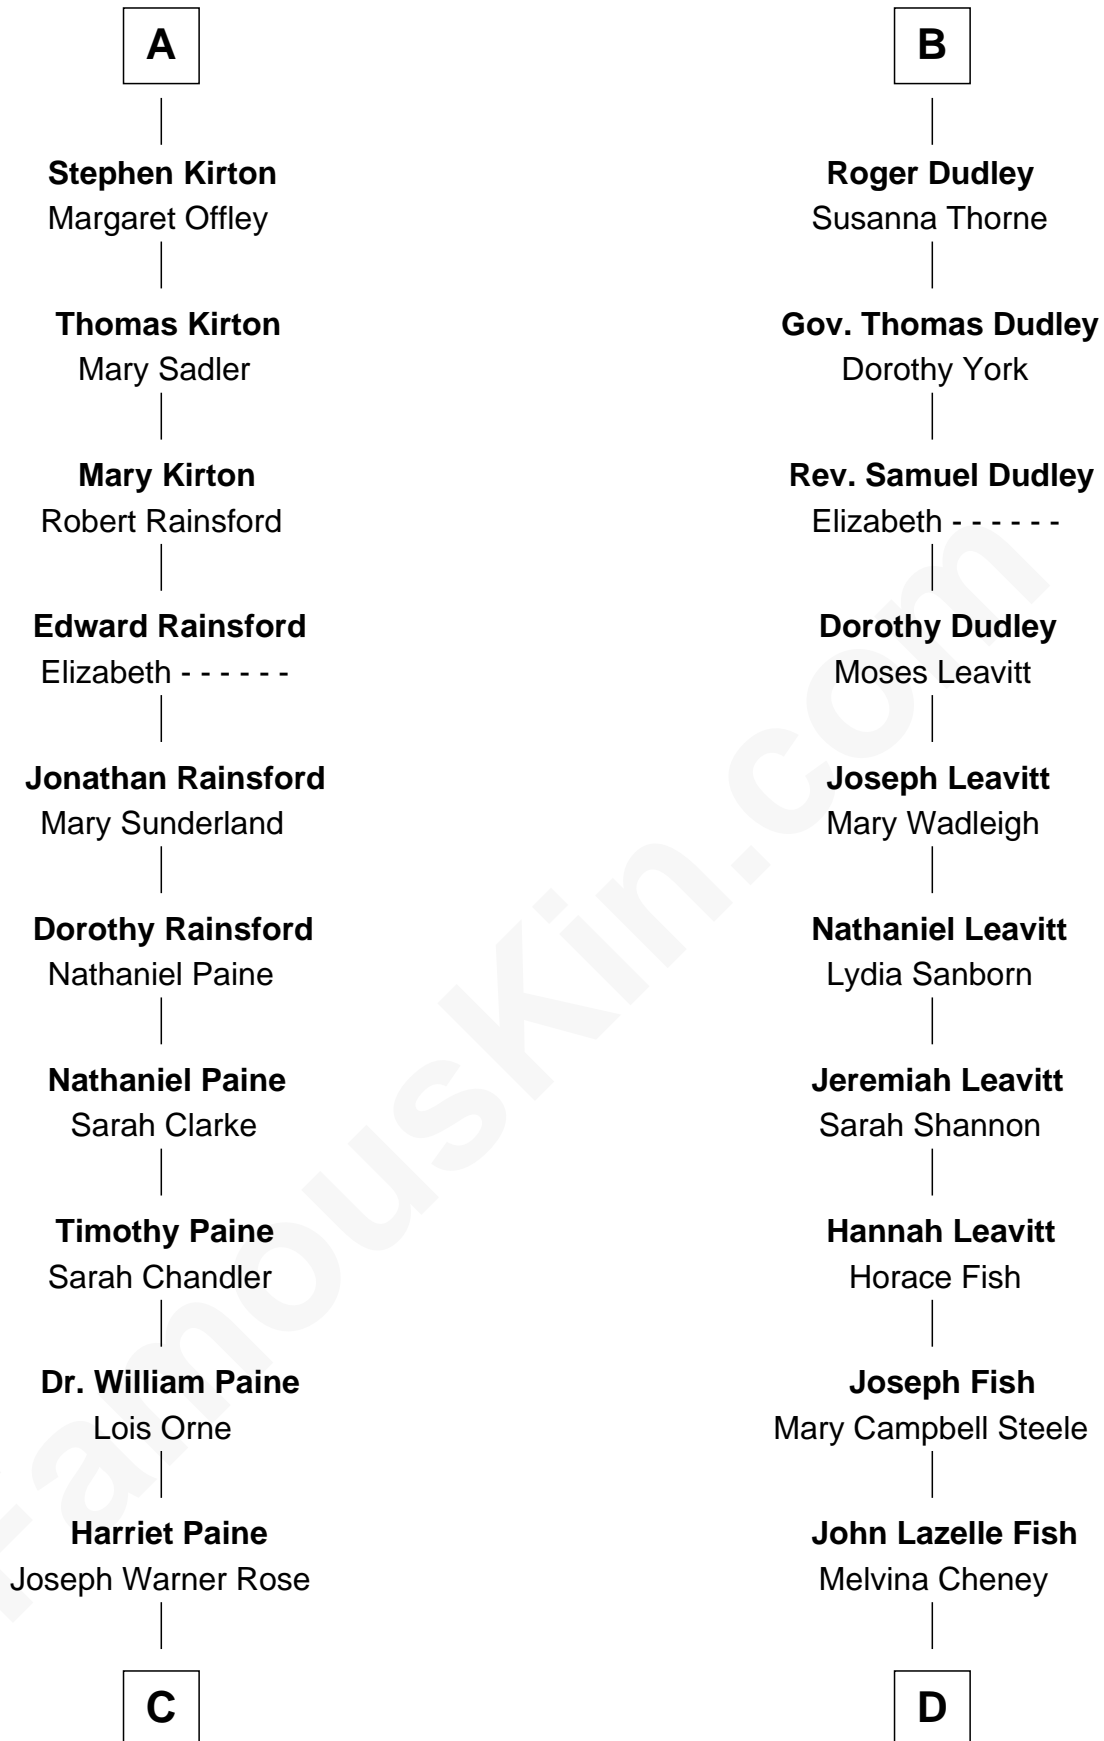 A
Stephen Kirton
Margaret Offley
Thomas Kirton
Mary Sadler
Mary Kirton
Robert Rainsford
Edward Rainsford
Elizabeth - - - - - -
Jonathan Rainsford
Mary Sunderland
Dorothy Rainsford
Nathaniel Paine
Nathaniel Paine
Sarah Clarke
Timothy Paine
Sarah Chandler
Dr. William Paine
Lois Orne
Harriet Paine
Joseph Warner Rose
C
B
Roger Dudley
Susanna Thorne
Gov. Thomas Dudley
Dorothy York
Rev. Samuel Dudley
Elizabeth - - - - - -
Dorothy Dudley
Moses Leavitt
Joseph Leavitt
Mary Wadleigh
Nathaniel Leavitt
Lydia Sanborn
Jeremiah Leavitt
Sarah Shannon
Hannah Leavitt
Horace Fish
Joseph Fish
Mary Campbell Steele
John Lazelle Fish
Melvina Cheney
D
FamousKin.com